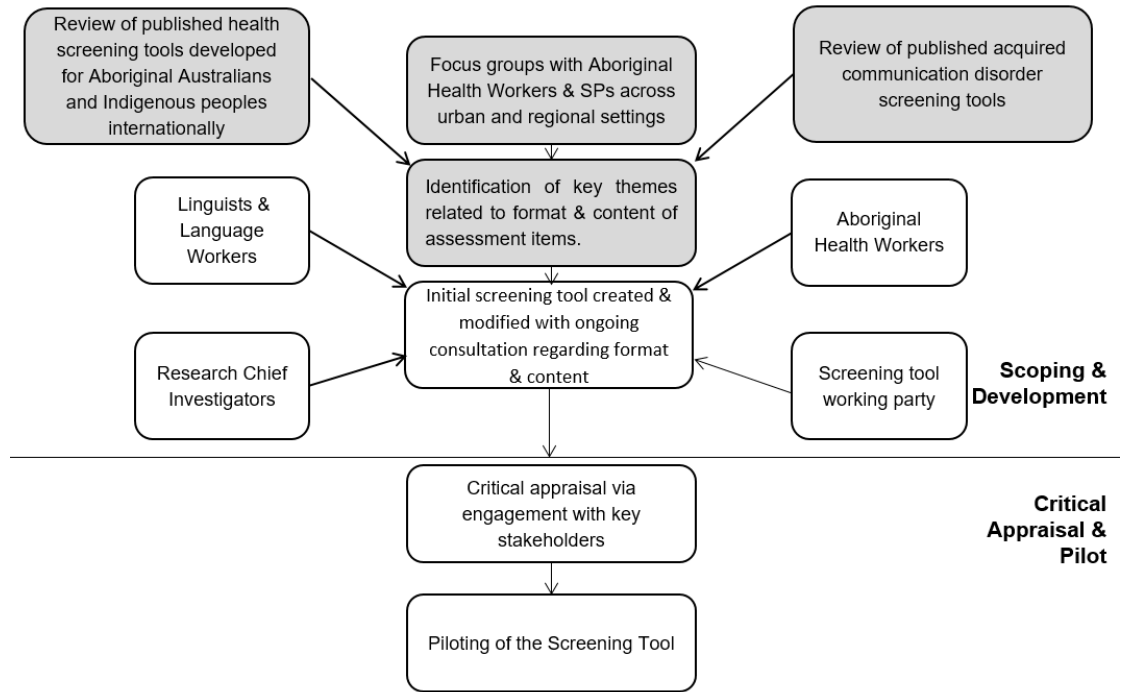 Review of published health
screening tools developed
for Aboriginal Australians
and Indigenous peoples
internationally
Focus groups with Aboriginal
Health Workers & SPs across
urban and regional settings
Review of published acquired
communication disorder
screening tools
Identification of key themes
related to format & content of
assessment items.
Linguists &
Language
Workers
Aboriginal
Health Workers
Initial screening tool created &
modified with ongoing
consultation regarding format
& content
Research Chief
Investigators
Screening tool
working party
Scoping &
Development
Critical appraisal via
engagement with key
stakeholders
Critical
Appraisal &
Pilot
Piloting of the Screening Tool